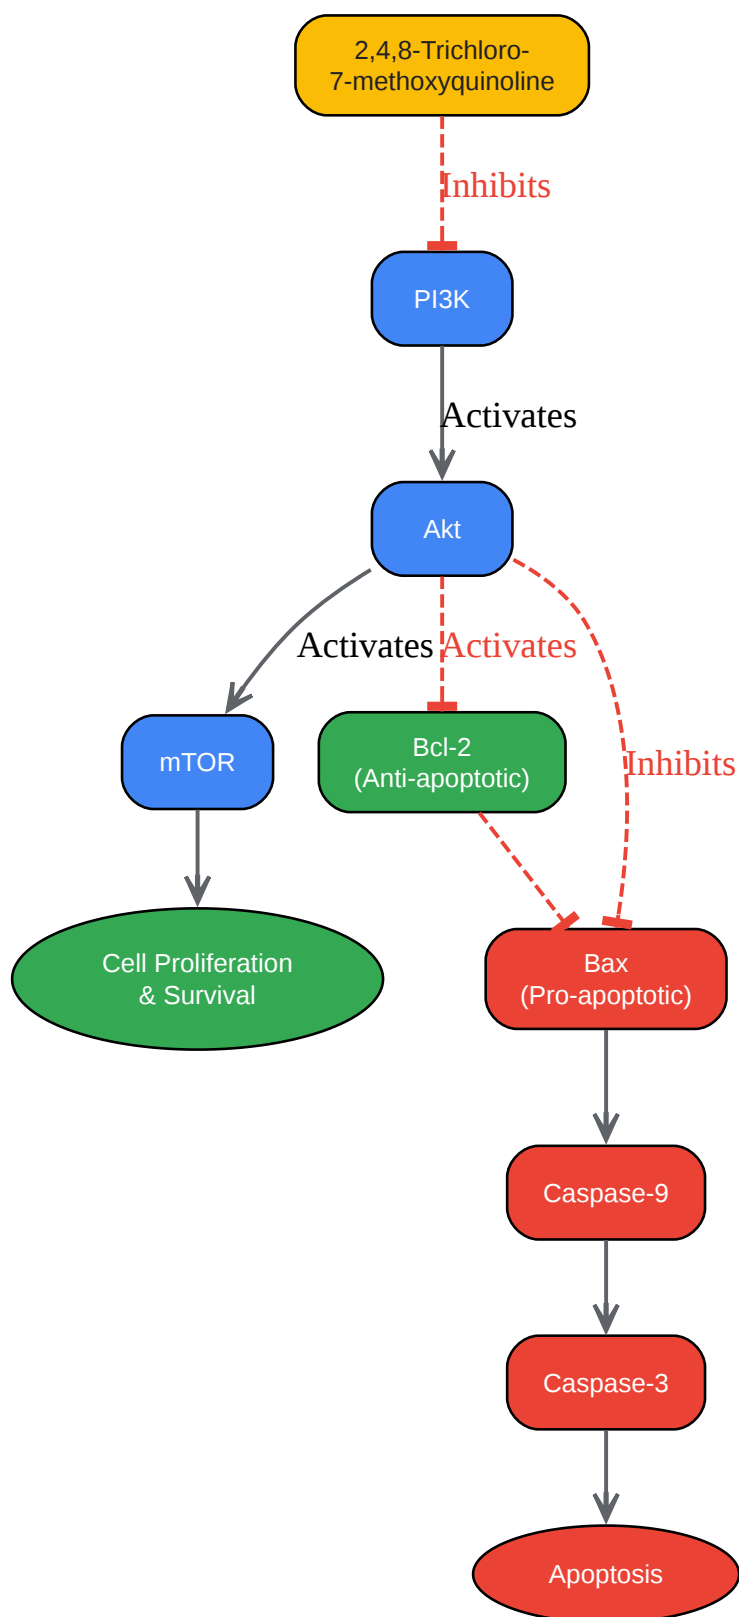 2,4,8-Trichloro-
7-methoxyquinoline
Inhibits
PI3K
Activates
Akt
Activates
Activates
mTOR
Bcl-2
(Anti-apoptotic)
Inhibits
Cell Proliferation
& Survival
Bax
(Pro-apoptotic)
Caspase-9
Caspase-3
Apoptosis